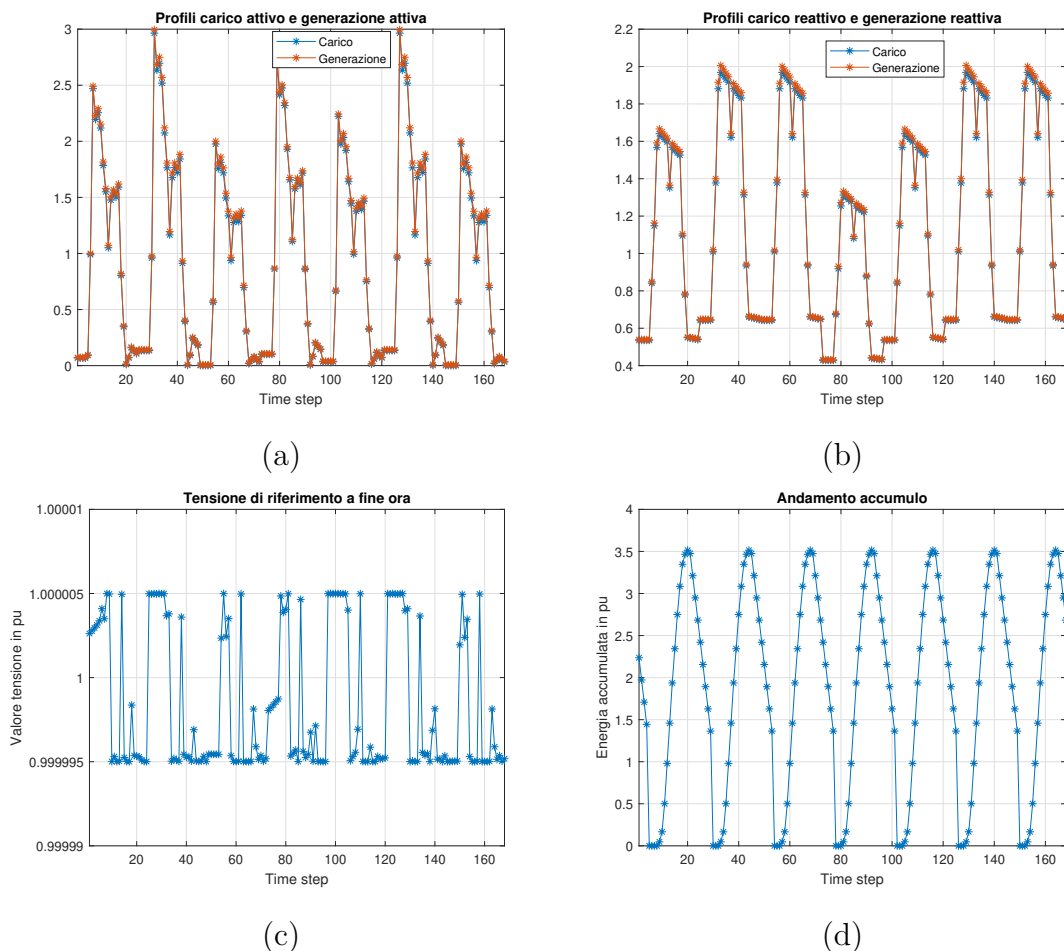 Profili carico attivo e generazione attiva
Carico
Generazione
3
2.5
2
1.5
1
0.5
0
20 40 60 80 100 120 140 160
Time step
(a)
Profili carico reattivo e generazione reattiva
Carico
Generazione
2.2
2
1.8
1.6
1.4
1.2
1
0.8
0.6
0.4
20 40 60 80 100 120 140 160
Time step
(b)
Tensione di riferimento a fine ora
Valore tensione in pu
1.00001
1.000005
1
0.999995
0.99999
20 40 60 80 100 120 140 160
Time step
(c)
Andamento accumulo
Energia accumulata in pu
4
3.5
3
2.5
2
1.5
1
0.5
0
20 40 60 80 100 120 140 160
Time step
(d)